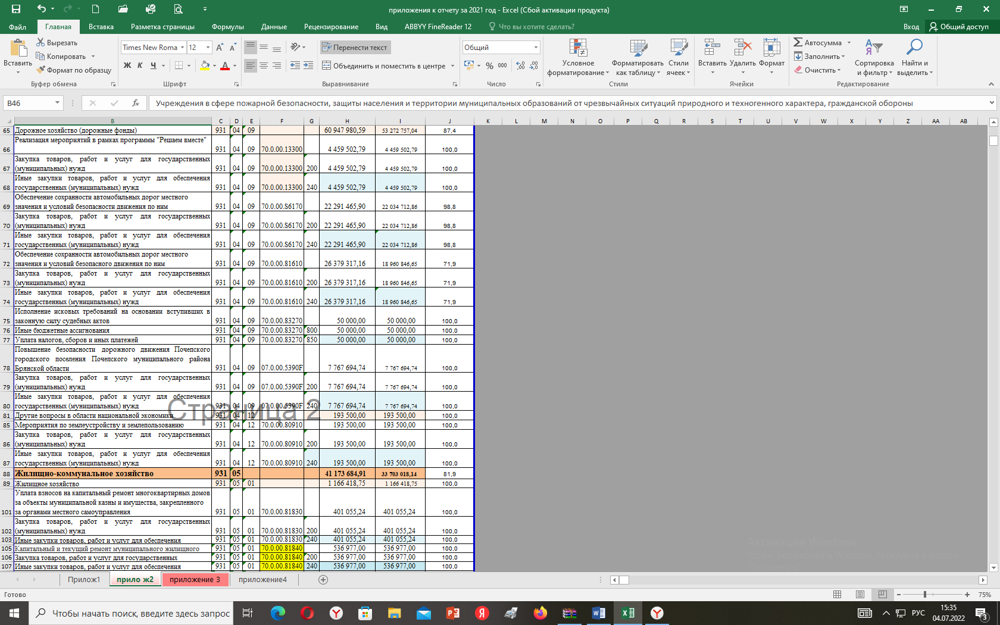 приложения к отчету за 2021 год - Excel (Сбой активации продукта)
Файл Главная Вставка Разметка страницы Формулы Данные Рецензирование Вид ABBYY FineReader 12 Что вы хотите сделать? Вход Общий доступ
Вставить
Вырезать
Копировать
Формат по образцу
Буфер обмена
Times New Roma 12
Ж К Ч
Шрифт
Перенести текст
Объединить и поместить в центре
Выравнивание
Общий
% 000
Число
Условное форматирование
Форматировать как таблицу
Стили ячеек
Стили
Вставить Удалить Формат
Ячейки
Автосумма
Заполнить
Очистить
Сортировка и фильтр
Найти и выделить
Редактирование
B46 fx Учреждения в сфере пожарной безопасности, защиты населения и территории муниципальных образований от чрезвычайных ситуаций природного и техногенного характера, гражданской обороны
B C D E F G H I J K L M N O P Q R S T U V W X Y Z AA AB
65 Дорожное хозяйство (дорожные фонды) 931 04 09 60 947 980,59 53 272 757,04 87,4
Реализация мероприятий в рамках программы "Решаем вместе"
66 931 04 09 70.0.00.13300 4 459 502,79 4 459 502,79 100,0
Закупка товаров, работ и услуг для государственных
67 (муниципальных) нужд 931 04 09 70.0.00.13300 200 4 459 502,79 4 459 502,79 100,0
Иные закупки товаров, работ и услуг для обеспечения
68 государственных (муниципальных) нужд 931 04 09 70.0.00.13300 240 4 459 502,79 4 459 502,79 100,0
Обеспечение сохранности автомобильных дорог местного
69 значения и условий безопасности движения по ним 931 04 09 70.0.00.S6170 22 291 465,90 22 034 712,86 98,8
Закупка товаров, работ и услуг для государственных
70 (муниципальных) нужд 931 04 09 70.0.00.S6170 200 22 291 465,90 22 034 712,86 98,8
Иные закупки товаров, работ и услуг для обеспечения
71 государственных (муниципальных) нужд 931 04 09 70.0.00.S6170 240 22 291 465,90 22 034 712,86 98,8
Обеспечение сохранности автомобильных дорог местного
72 значения и условий безопасного движения по ним 931 04 09 70.0.00.81610 26 379 317,16 18 960 846,65 71,9
Закупка товаров, работ и услуг для государственных
73 (муниципальных) нужд 931 04 09 70.0.00.81610 200 26 379 317,16 18 960 846,65 71,9
Иные закупки товаров, работ и услуг для обеспечения
74 государственных (муниципальных) нужд 931 04 09 70.0.00.81610 240 26 379 317,16 18 960 846,65 71,9
Исполнение исковых требований на основании вступивших в
75 законную силу судебных актов 931 04 09 70.0.00.83270 50 000,00 50 000,00 100,0
76 Иные бюджетные ассигнования 931 04 09 70.0.00.83270 800 50 000,00 50 000,00 100,0
77 Уплата налогов, сборов и иных платежей 931 04 09 70.0.00.83270 850 50 000,00 50 000,00 100,0
Повышение безопасности дорожного движения Почепского
городского поселения Почепского муниципального района
78 Брянской области 931 04 09 07.0.00.5390F 7 767 694,74 7 767 694,74 100,0
Закупка товаров, работ и услуг для государственных
79 (муниципальных) нужд 931 04 09 07.0.00.5390F 200 7 767 694,74 7 767 694,74 100,0
Иные закупки товаров, работ и услуг для обеспечения
80 государственных (муниципальных) нужд 931 04 09 07.0.00.5390F 240 7 767 694,74 7 767 694,74 100,0
Страница 2
81 Другие вопросы в области национальной экономики 931 04 12 193 500,00 193 500,00 100,0
85 Мероприятия по землеустройству и землепользованию 931 04 12 70.0.00.80910 193 500,00 193 500,00 100,0
Закупка товаров, работ и услуг для государственных
86 (муниципальных) нужд 931 04 12 70.0.00.80910 200 193 500,00 193 500,00 100,0
Иные закупки товаров, работ и услуг для обеспечения
87 государственных (муниципальных) нужд 931 04 12 70.0.00.80910 240 193 500,00 193 500,00 100,0
88 Жилищно-коммунальное хозяйство 931 05 41 173 684,91 33 703 018,14 81,9
89 Жилищное хозяйство 931 05 01 1 166 418,75 1 166 418,75 100,0
Уплата взносов на капитальный ремонт многоквартирных домов
за объекты муниципальной казны и имущества, закрепленного
101 за органами местного самоуправления 931 05 01 70.0.00.81830 401 055,24 401 055,24 100,0
Закупка товаров, работ и услуг для государственных
102 (муниципальных) нужд 931 05 01 70.0.00.81830 200 401 055,24 401 055,24 100,0
103 Иные закупки товаров, работ и услуг для обеспечения 931 05 01 70.0.00.81830 240 401 055,24 401 055,24 100,0
105 Капитальный и текущий ремонт муниципального жилищного 931 05 01 70.0.00.81840 536 977,00 536 977,00 100,0
106 Закупка товаров, работ и услуг для государственных 931 05 01 70.0.00.81840 200 536 977,00 536 977,00 100,0
107 Иные закупки товаров, работ и услуг для обеспечения 931 05 01 70.0.00.81840 240 536 977,00 536 977,00 100,0
Активация Windows
Прилож1 прило ж2 приложение 3 приложение4
Готово 75%
Чтобы начать поиск, введите здесь запрос
РУС 15:35
04.07.2022
3